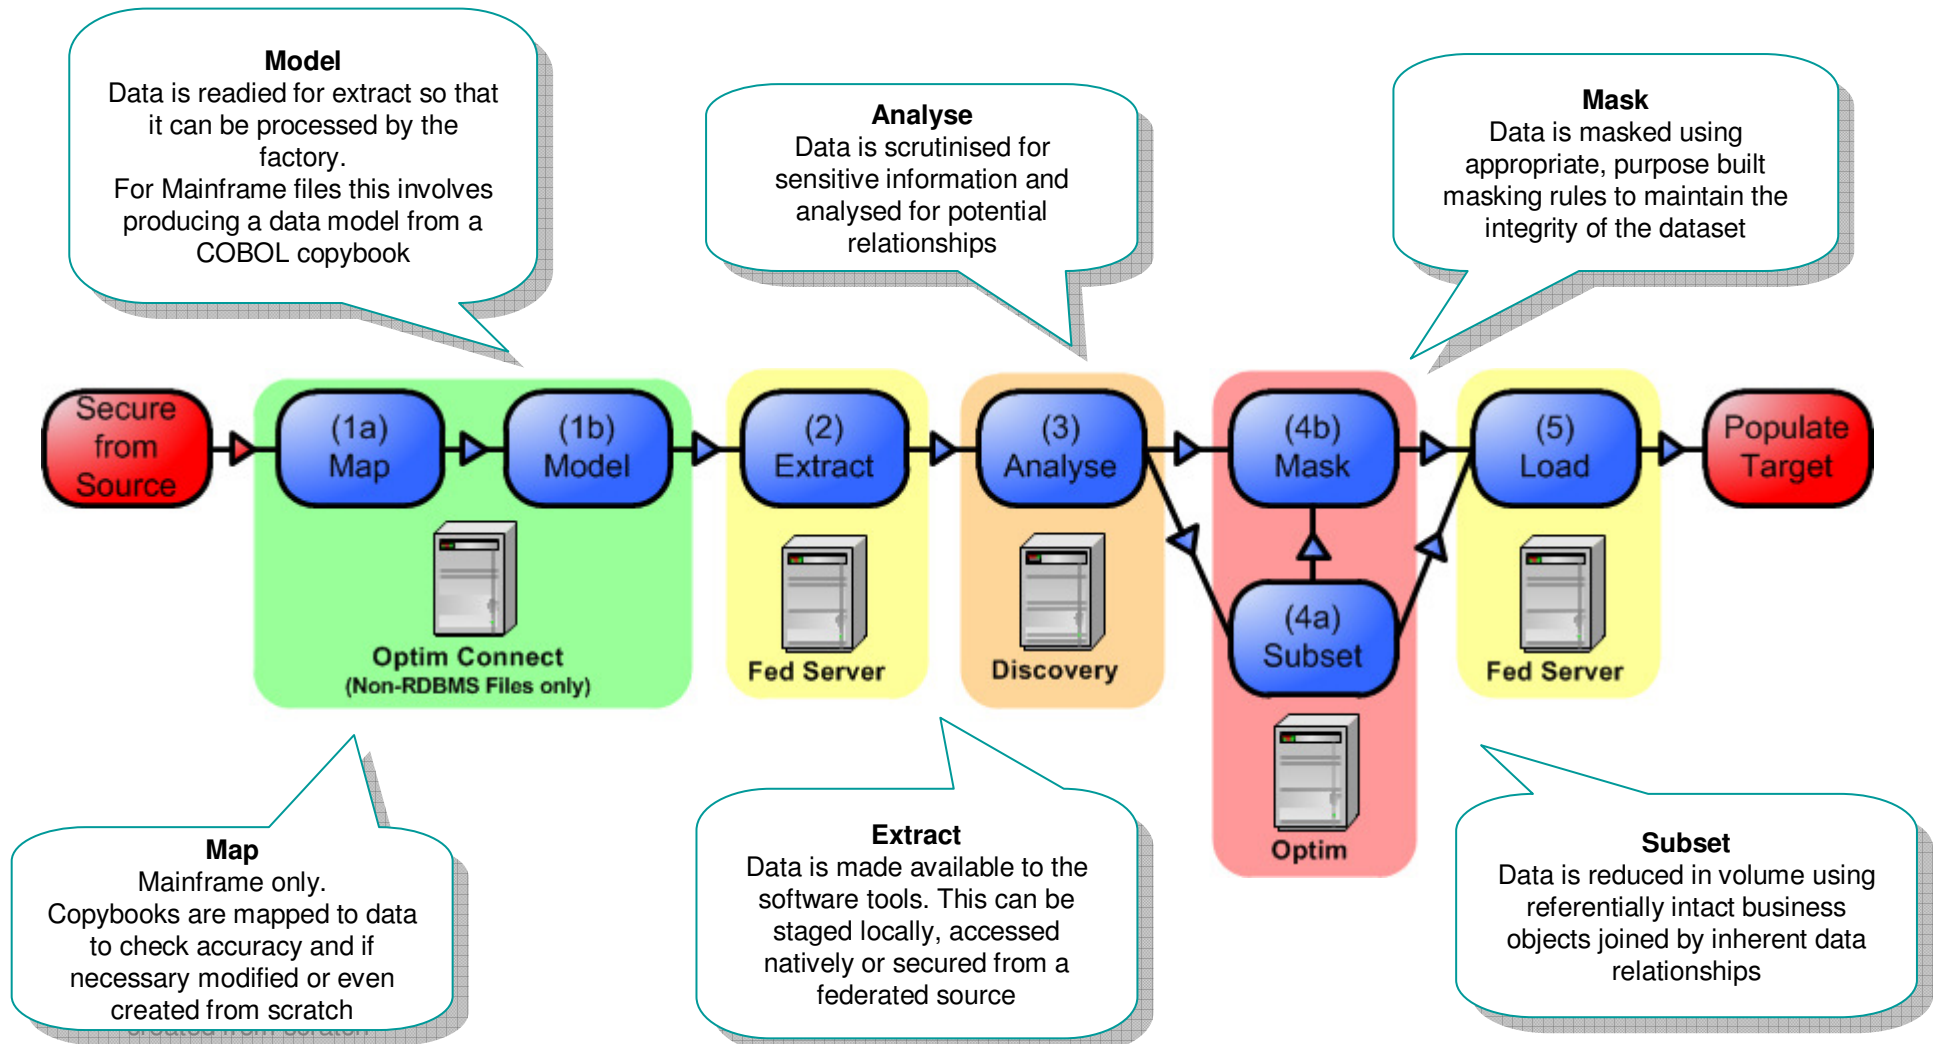 Model
Data is readied for extract so that
it can be processed by the
factory.
For Mainframe files this involves
producing a data model from a
COBOL copybook
Analyse
Data is scrutinised for
sensitive information and
analysed for potential
relationships
Mask
Data is masked using
appropriate, purpose built
masking rules to maintain the
integrity of the dataset
Secure
from
Source
(1a)
Map
(1b)
Model
(2)
Extract
(3)
Analyse
(4b)
Mask
(5)
Load
Populate
Target
(4a)
Subset
Optim Connect
(Non-RDBMS Files only)
Fed Server
Discovery
Fed Server
Optim
Map
Mainframe only.
Copybooks are mapped to data
to check accuracy and if
necessary modified or even
created from scratch
Extract
Data is made available to the
software tools. This can be
staged locally, accessed
natively or secured from a
federated source
Subset
Data is reduced in volume using
referentially intact business
objects joined by inherent data
relationships